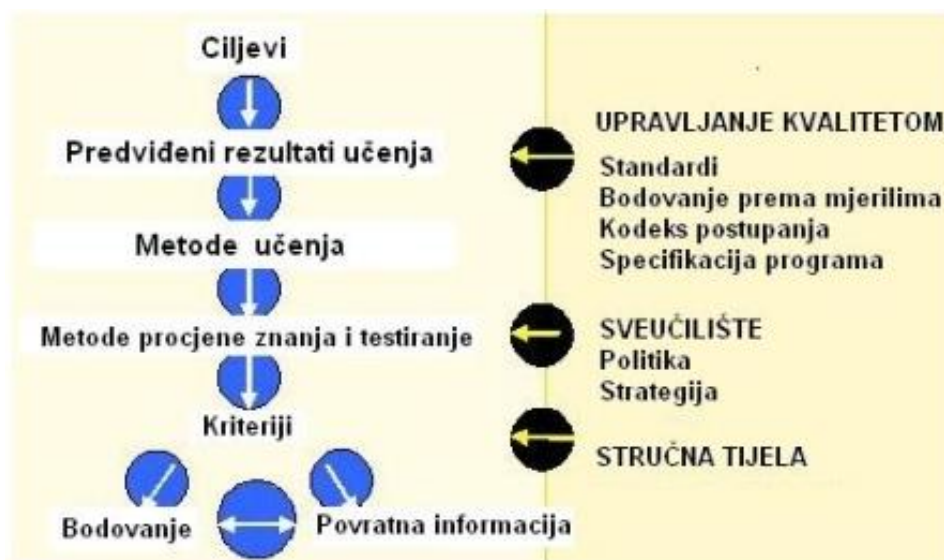 Ciljevi
Predviđeni rezultati učenja
Metode učenja
Metode procjene znanja i testiranje
Kriteriji
Bodovanje
Povratna informacija
UPRAVLJANJE KVALITETOM
Standardi
Bodovanje prema mjerilima
Kodeks postupanja
Specifikacija programa
SVEUČILIŠTE
Politika
Strategija
STRUČNA TIJELA